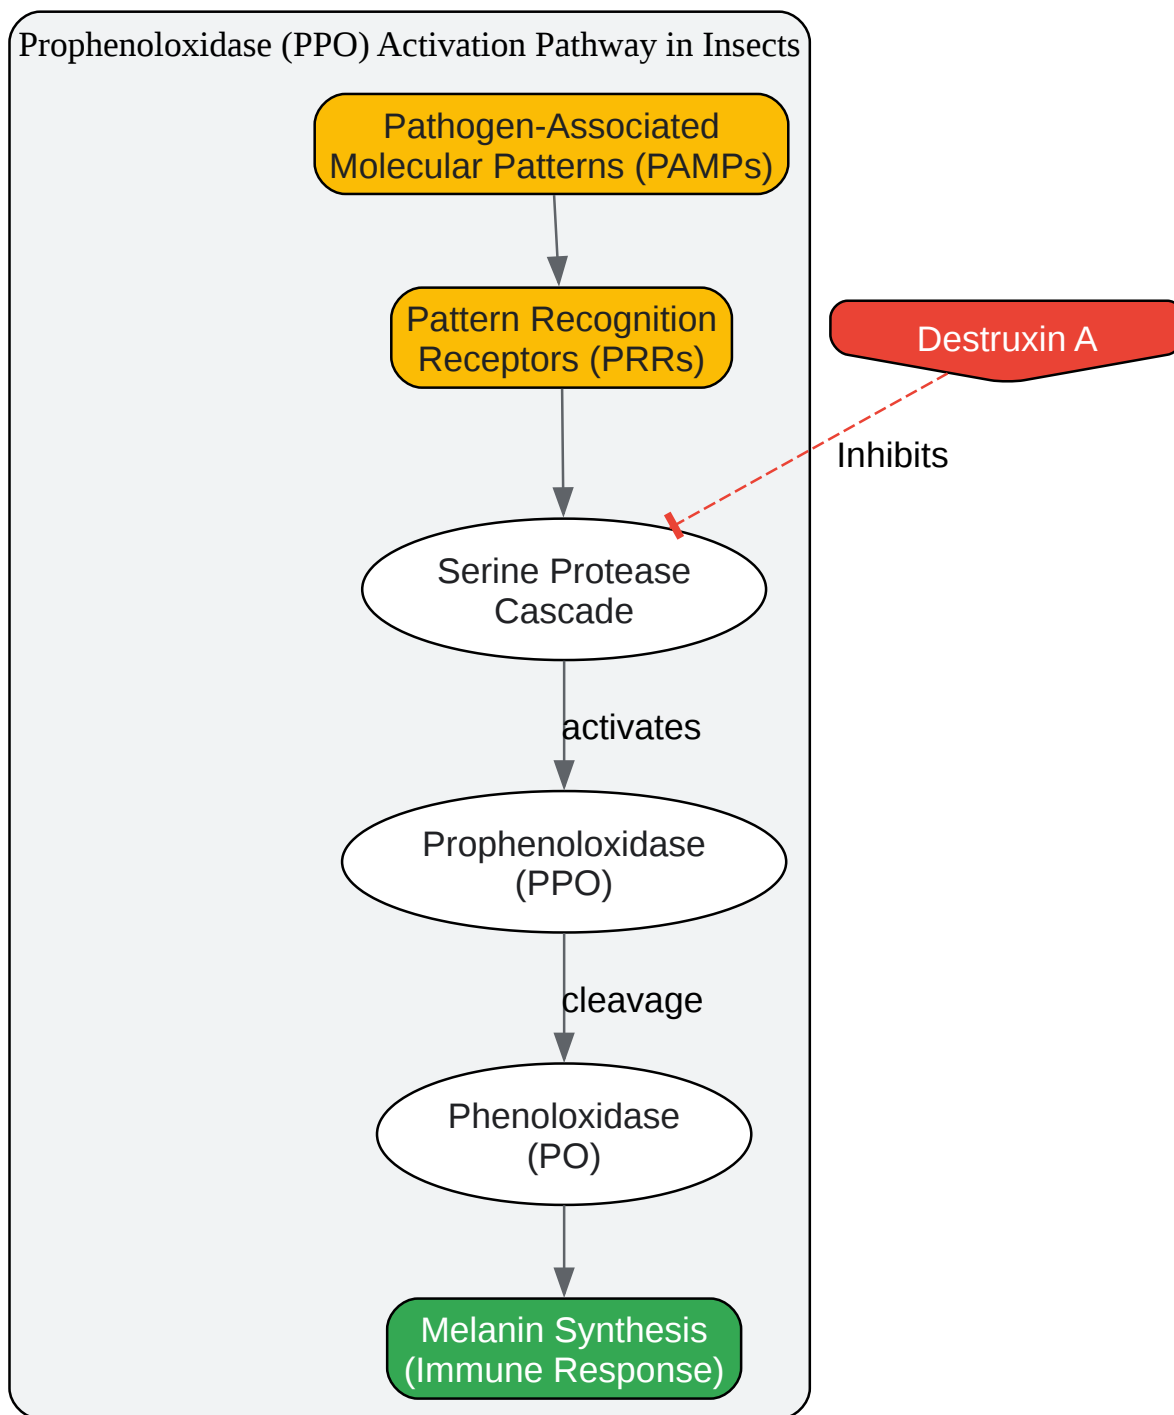 Prophenoloxidase (PPO) Activation Pathway in Insects
Pathogen-Associated
Molecular Patterns (PAMPs)
Pattern Recognition
Receptors (PRRs)
Destruxin A
Inhibits
Serine Protease
Cascade
activates
Prophenoloxidase
(PPO)
cleavage
Phenoloxidase
(PO)
Melanin Synthesis
(Immune Response)